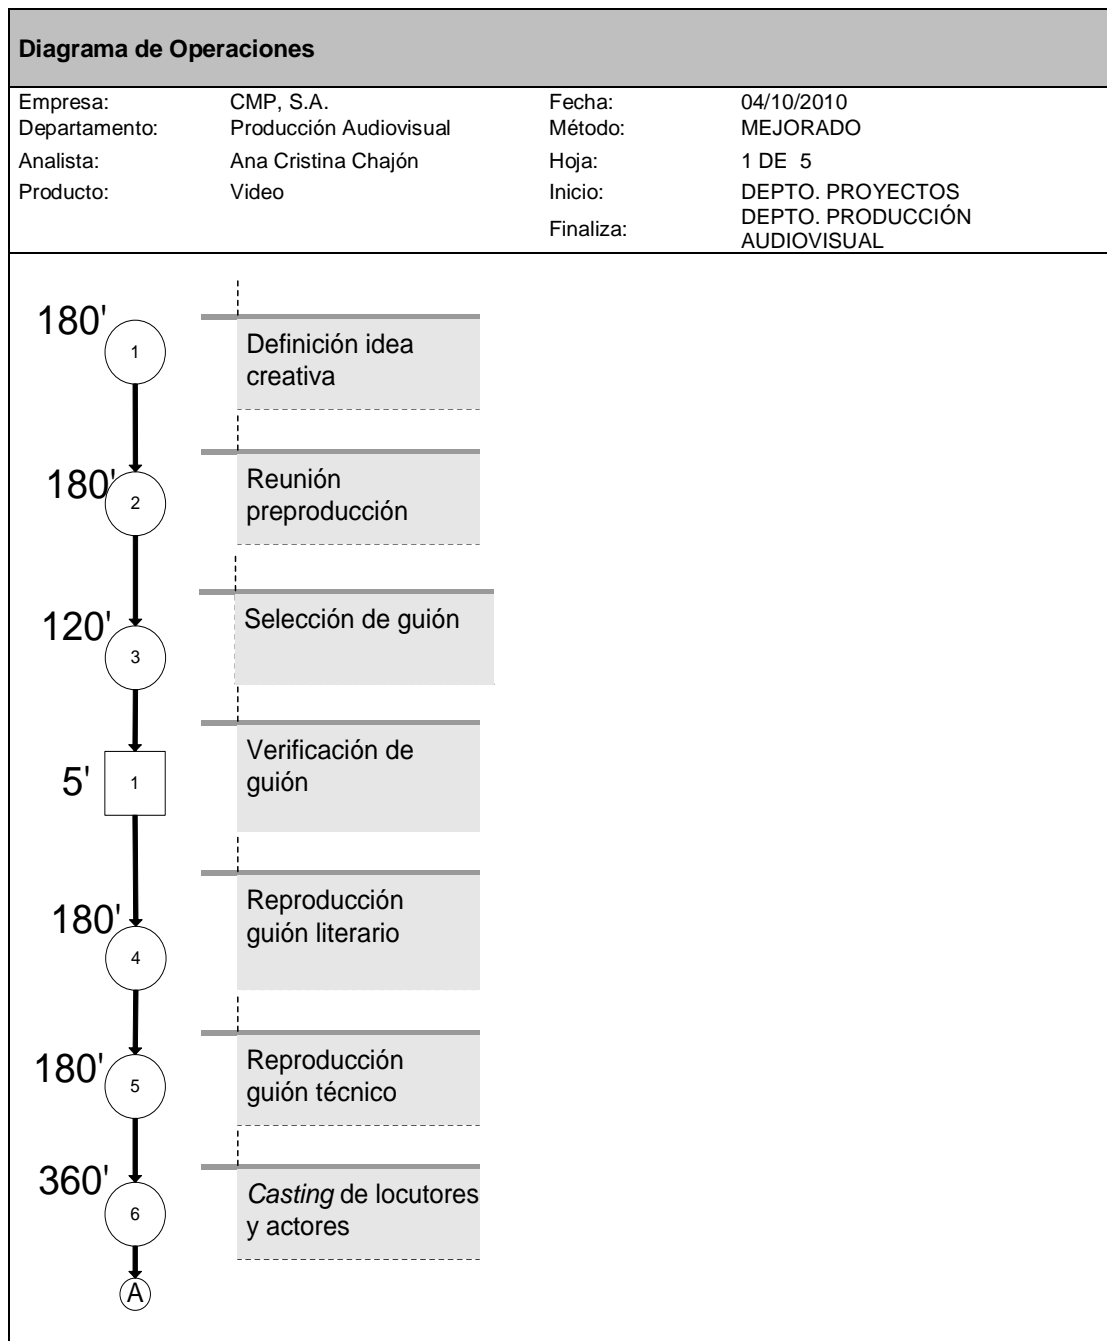 Diagrama de Operaciones
Empresa: CMP, S.A. Fecha: 04/10/2010
Departamento: Producción Audiovisual Método: MEJORADO
Analista: Ana Cristina Chajón Hoja: 1 DE 5
Producto: Video Inicio: DEPTO. PROYECTOS
Finaliza: DEPTO. PRODUCCIÓN
AUDIOVISUAL
180'
1
Definición idea
creativa
180'
2
Reunión
preproducción
120'
3
Selección de guión
5'
1
Verificación de
guión
180'
4
Reproducción
guión literario
180'
5
Reproducción
guión técnico
360'
6
Casting de locutores
y actores
A